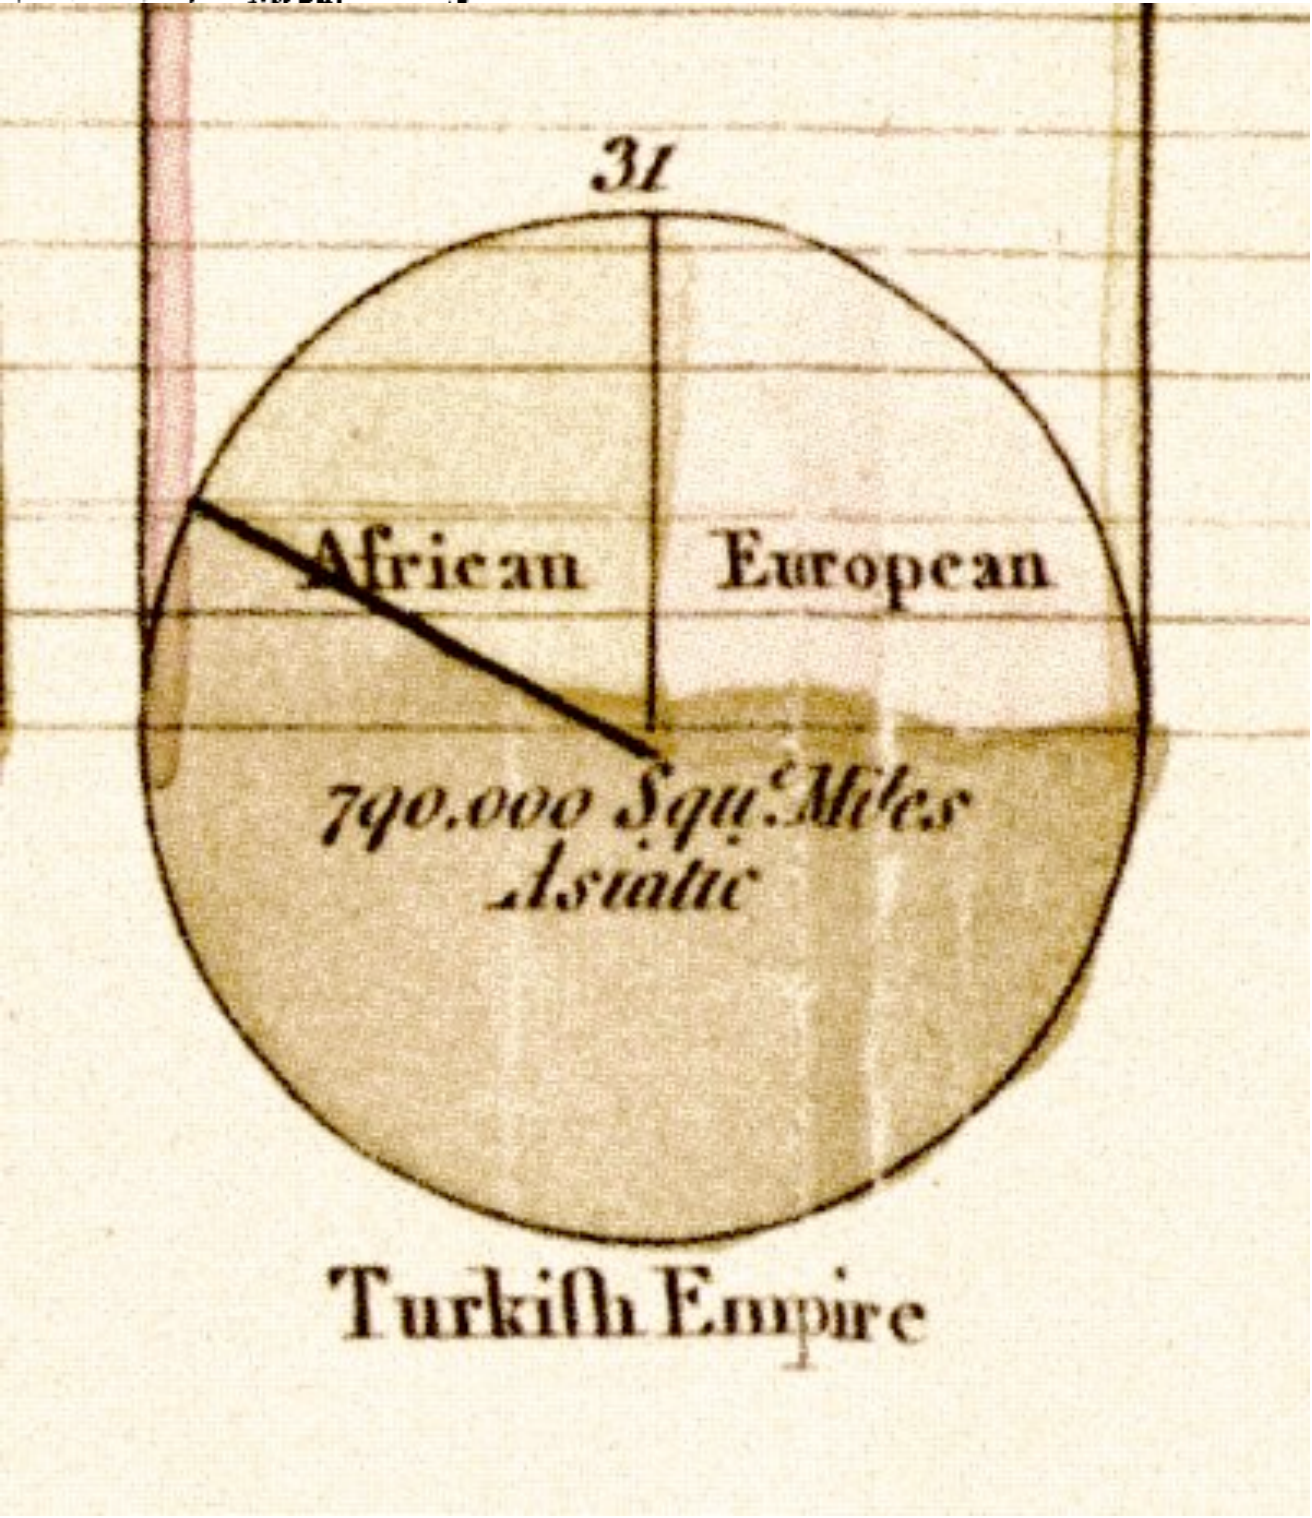 31
African European
790.000 Squ. Miles
Asiatic
Turkiſh Empire